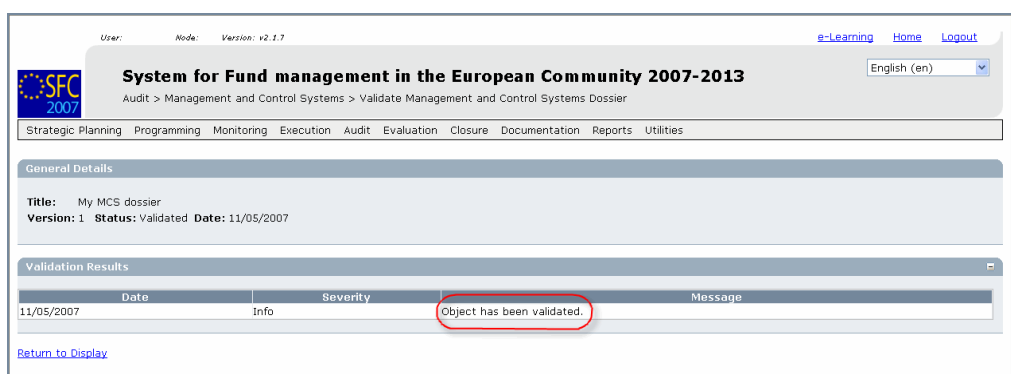 User: Node: Version: v2.1.7 e-Learning Home Logout
SFC 2007
System for Fund management in the European Community 2007-2013
English (en)
Audit > Management and Control Systems > Validate Management and Control Systems Dossier
Strategic Planning Programming Monitoring Execution Audit Evaluation Closure Documentation Reports Utilities
General Details
Title: My MCS dossier
Version: 1 Status: Validated Date: 11/05/2007
Validation Results
Date Severity Message
11/05/2007 Info Object has been validated.
Return to Display